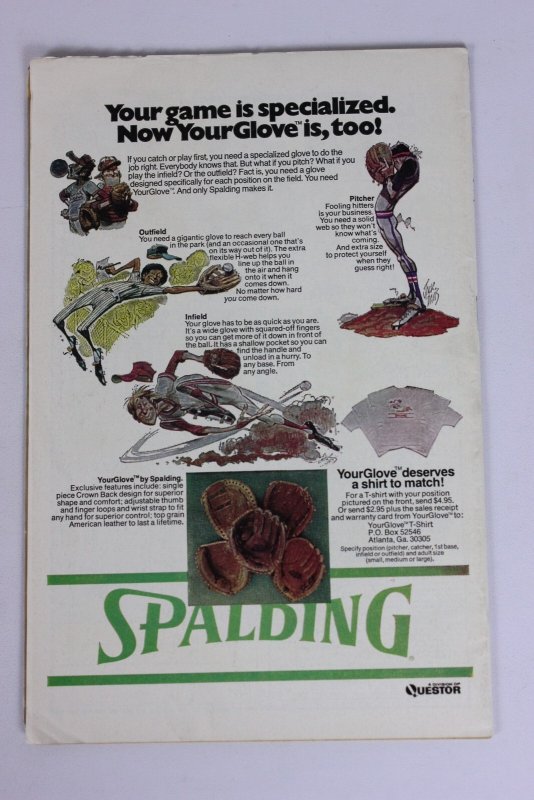 Your game is specialized.
Now YourGlove™ is, too!
If you catch or play first, you need a specialized glove to do the
job right. Everybody knows that. But what if you pitch? What if you
play the infield? Or the outfield? Fact is, you need a glove
designed specifically for each position on the field. You need
YourGlove™. And only Spalding makes it.
Pitcher
Fooling hitters
is your business.
You need a solid
web so they won't
know what's
coming.
And extra size
to protect yourself
when they
guess right!
Outfield
You need a gigantic glove to reach every ball
in the park (and an occasional one that's
on its way out of it). The extra
flexible H-web helps you
line up the ball in
the air and hang
onto it when it
comes down.
No matter how hard
you come down.
Infield
Your glove has to be as quick as you are.
It's a wide glove with squared-off fingers
so you can get more of it down in front of
the ball. It has a shallow pocket so you can
find the handle and
unload in a hurry. To
any base. From
any angle.
YourGlove™ by Spalding.
Exclusive features include: single
piece Crown Back design for superior
shape and comfort; adjustable thumb
and finger loops and wrist strap to fit
any hand for superior control; top grain
American leather to last a lifetime.
YourGlove™ deserves
a shirt to match!
For a T-shirt with your position
pictured on the front, send $4.95.
Or send $2.95 plus the sales receipt
and warranty card from YourGlove™ to:
YourGlove™ T-Shirt
P.O. Box 52546
Atlanta, Ga. 30305
Specify position (pitcher, catcher, 1st base,
infield or outfield) and adult size
(small, medium or large).
SPALDING®
A DIVISION OF
QUESTOR